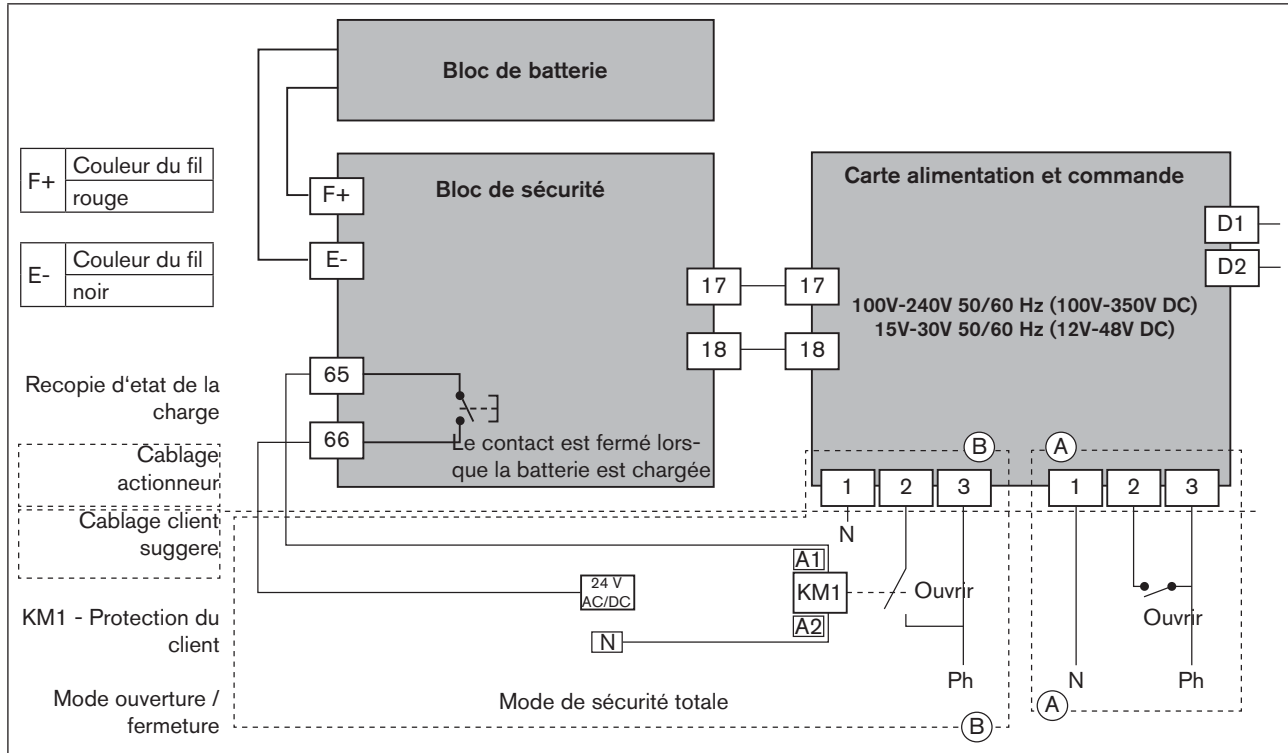 Bloc de batterie
F+
Couleur du fil
rouge
E-
Couleur du fil
noir
Bloc de sécurité
F+
E-
17
18
65
66
Le contact est fermé lors-
que la batterie est chargée
Carte alimentation et commande
D1
D2
17
18
100V-240V 50/60 Hz (100V-350V DC)
15V-30V 50/60 Hz (12V-48V DC)
Recopie d‘etat de la
charge
Cablage
actionneur
Cablage client
suggere
KM1 - Protection du
client
Mode ouverture /
fermeture
B
1
2
3
N
A
1
2
3
A1
KM1
A2
Ouvrir
24 V
AC/DC
N
Ouvrir
Ph
N
Ph
Mode de sécurité totale
B
A